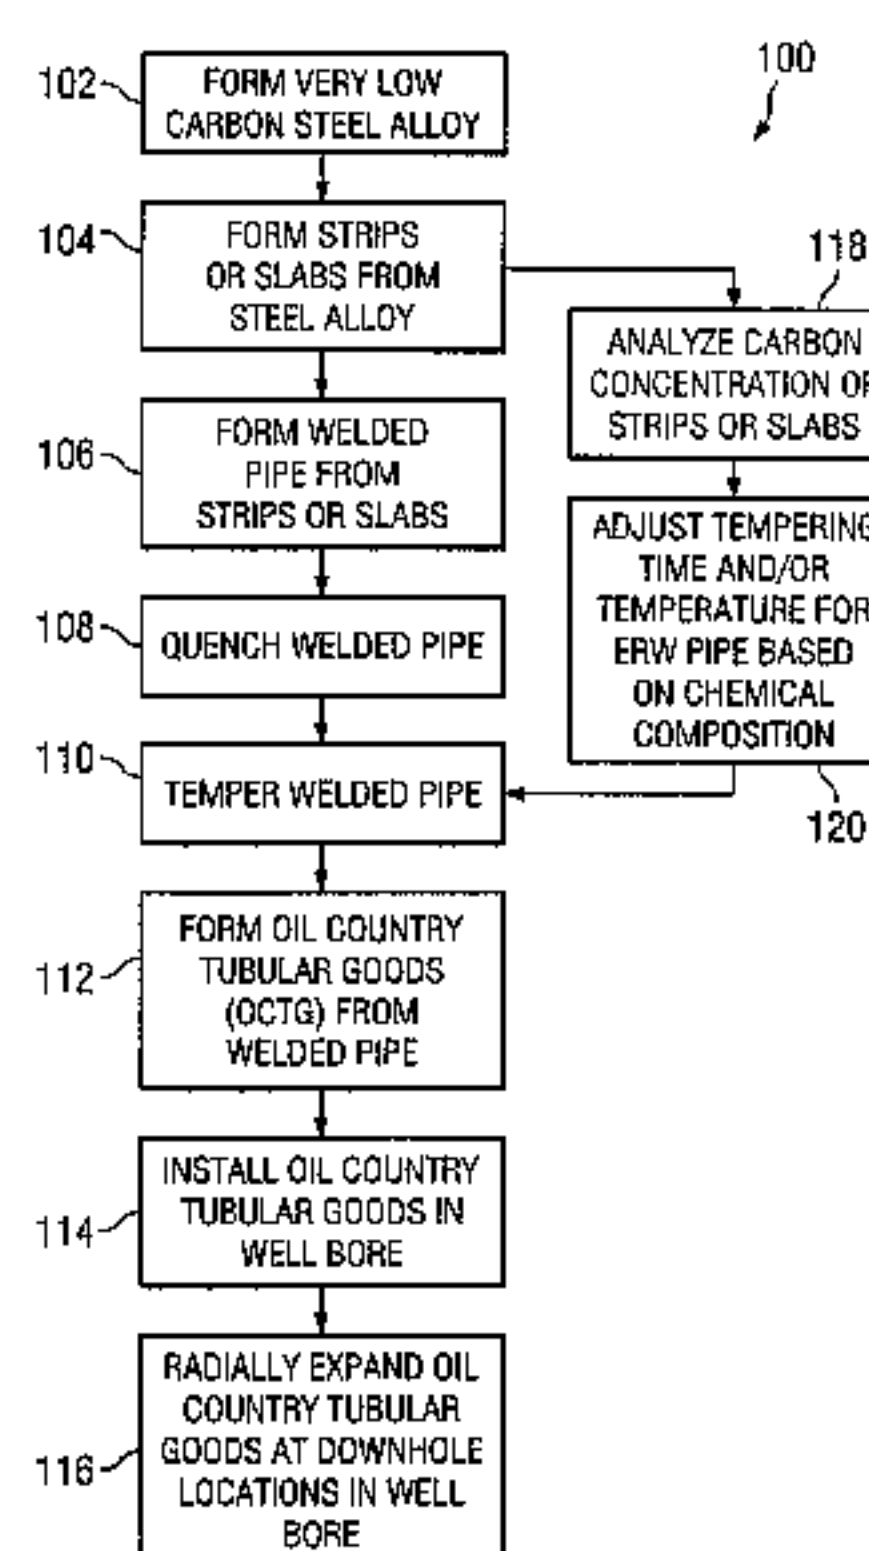 100
102
FORM VERY LOW
CARBON STEEL ALLOY
104
FORM STRIPS
OR SLABS FROM
STEEL ALLOY
118
ANALYZE CARBON
CONCENTRATION OF
STRIPS OR SLABS
106
FORM WELDED
PIPE FROM
STRIPS OR SLABS
ADJUST TEMPERING
TIME AND/OR
TEMPERATURE FOR
ERW PIPE BASED
ON CHEMICAL
COMPOSITION
108
QUENCH WELDED PIPE
110
TEMPER WELDED PIPE
120
112
FORM OIL COUNTRY
TUBULAR GOODS
(OCTG) FROM
WELDED PIPE
114
INSTALL OIL COUNTRY
TUBULAR GOODS IN
WELL BORE
116
RADIALLY EXPAND OIL
COUNTRY TUBULAR
GOODS AT DOWNHOLE
LOCATIONS IN WELL
BORE